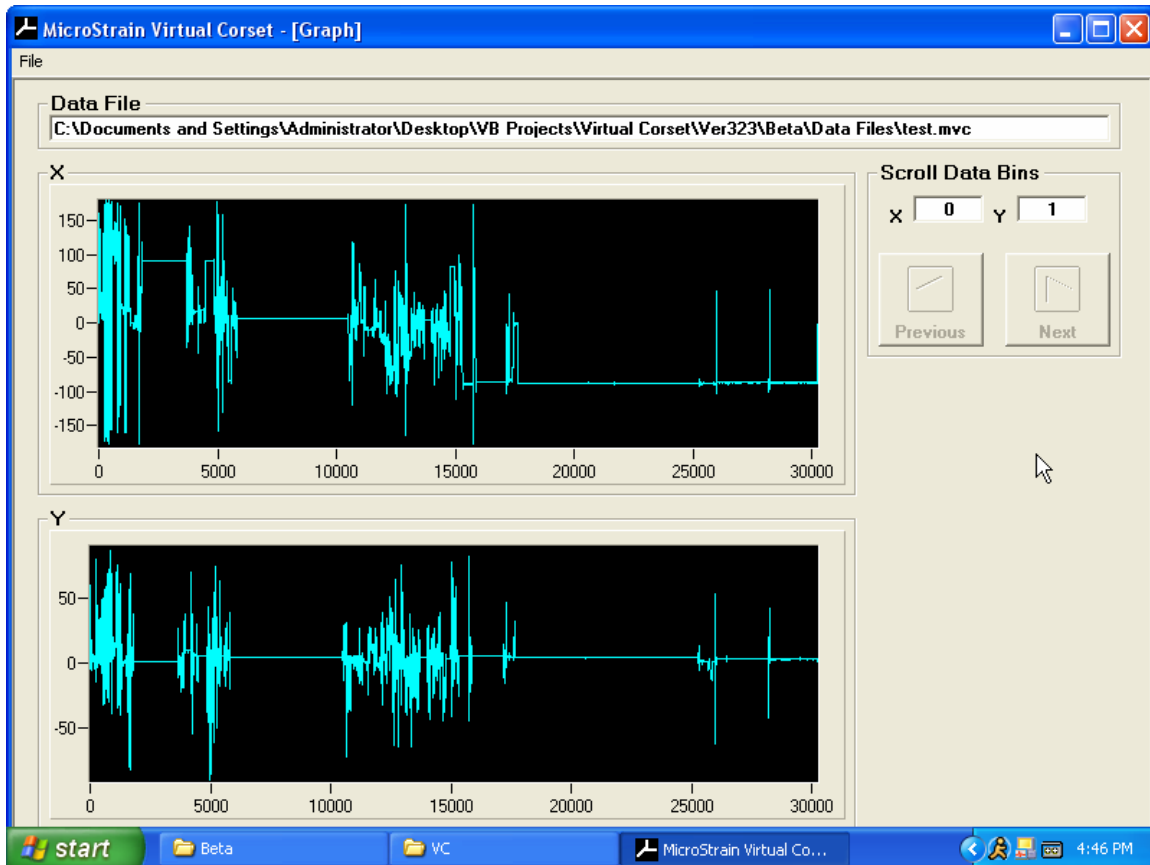 MicroStrain Virtual Corset - [Graph]
File
Data File
C:\Documents and Settings\Administrator\Desktop\VB Projects\Virtual Corset\Ver323\Beta\Data Files\test.mvc
X
150
100
50
0
-50
-100
-150
0 5000 10000 15000 20000 25000 30000
Scroll Data Bins
X 0 Y 1
Previous Next
Y
50
0
-50
0 5000 10000 15000 20000 25000 30000
start Beta VC MicroStrain Virtual Co... 4:46 PM